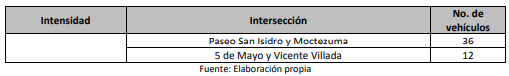 Intensidad Intersección No. de vehículos
Paseo San Isidro y Moctezuma 36
5 de Mayo y Vicente Villada 12
Fuente: Elaboración propia